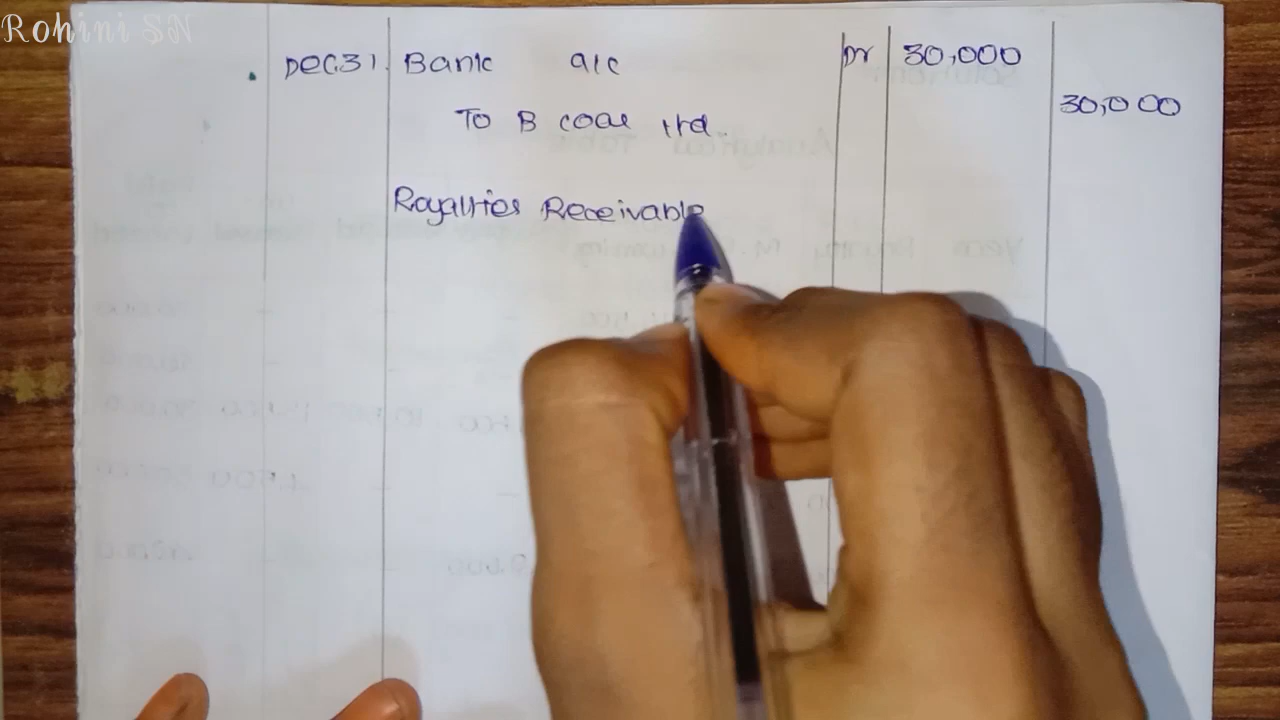 Rohini SN
Dec31 Bank a/c Dr 30,000
To B coal ltd. 30,000
Royalties Receivable